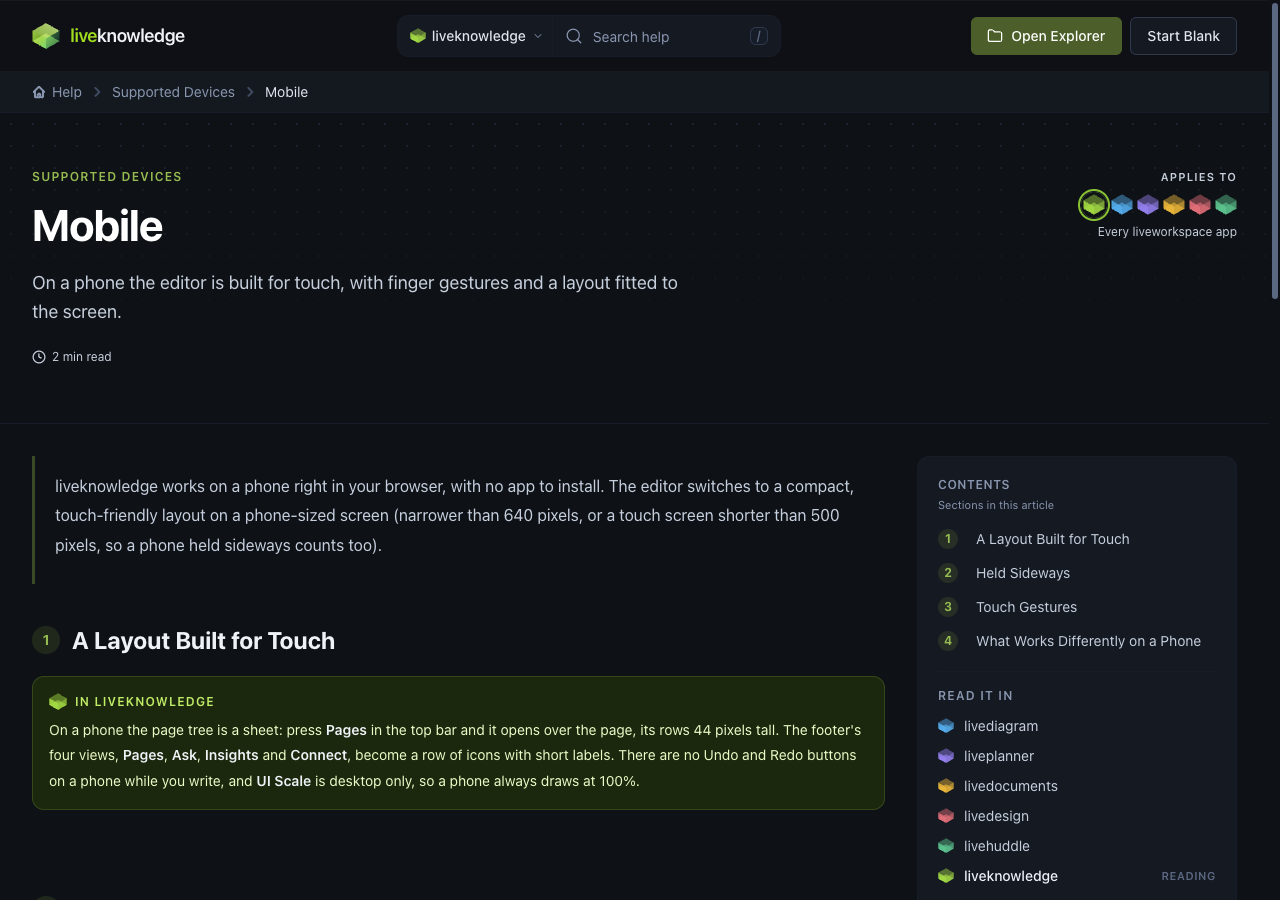 liveknowledge
liveknowledge
Search help
/
Open Explorer
Start Blank
Help
Supported Devices
Mobile
SUPPORTED DEVICES
APPLIES TO
Mobile
Every liveworkspace app
On a phone the editor is built for touch, with finger gestures and a layout fitted to
the screen.
2 min read
liveknowledge works on a phone right in your browser, with no app to install. The editor switches to a compact,
touch-friendly layout on a phone-sized screen (narrower than 640 pixels, or a touch screen shorter than 500
pixels, so a phone held sideways counts too).
1 A Layout Built for Touch
IN LIVEKNOWLEDGE
On a phone the page tree is a sheet: press Pages in the top bar and it opens over the page, its rows 44 pixels tall. The footer's
four views, Pages, Ask, Insights and Connect, become a row of icons with short labels. There are no Undo and Redo buttons
on a phone while you write, and UI Scale is desktop only, so a phone always draws at 100%.
CONTENTS
Sections in this article
1 A Layout Built for Touch
2 Held Sideways
3 Touch Gestures
4 What Works Differently on a Phone
READ IT IN
livediagram
liveplanner
livedocuments
livedesign
livehuddle
liveknowledge READING